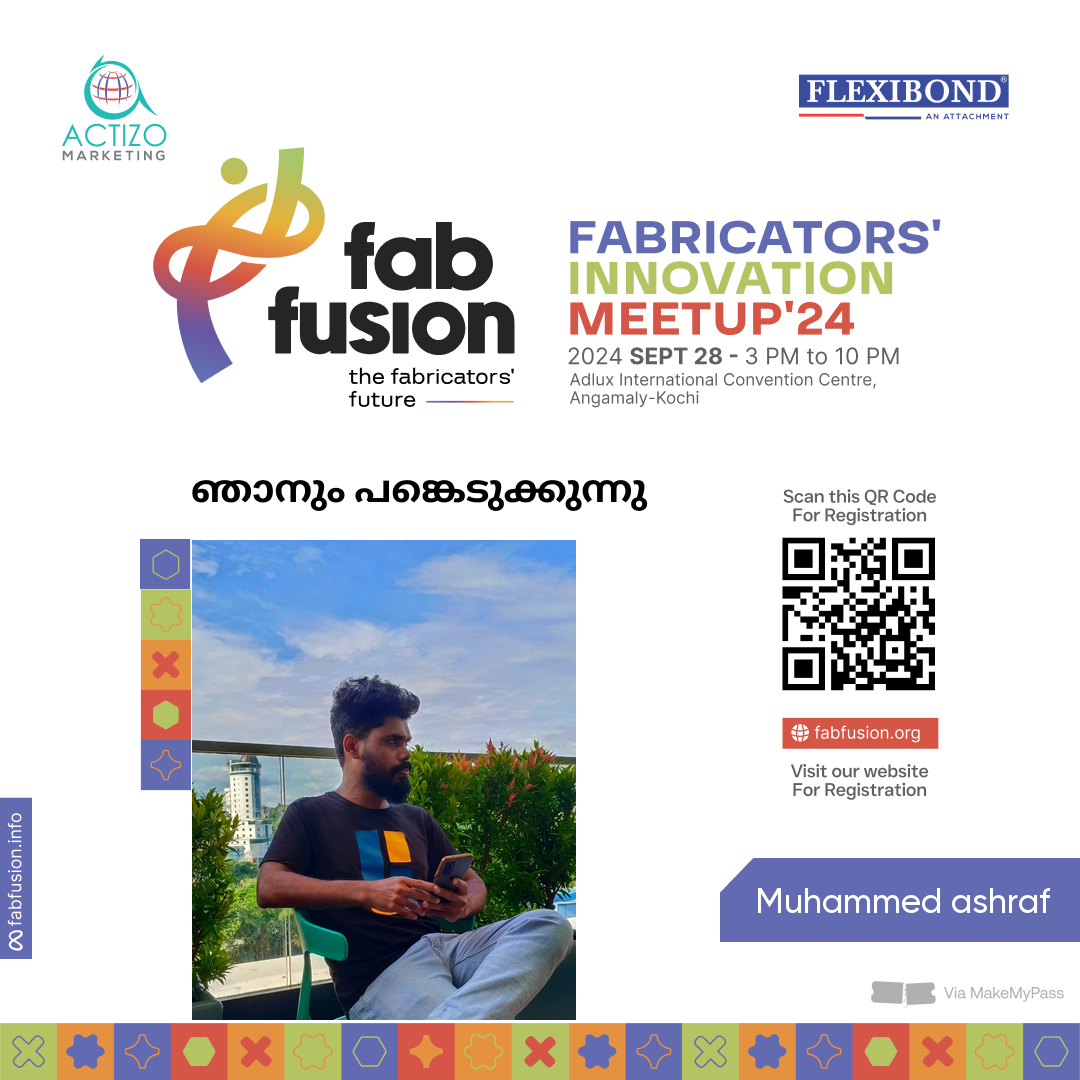 ACTIZO
MARKETING
FLEXIBOND®
AN ATTACHMENT
fab
fusion
the fabricators'
future
FABRICATORS'
INNOVATION
MEETUP'24
2024 SEPT 28 - 3 PM to 10 PM
Adlux International Convention Centre,
Angamaly-Kochi
ഞാനും പങ്കെടുക്കുന്നു
Scan this QR Code
For Registration
fabfusion.org
Visit our website
For Registration
fabfusion.info
Muhammed ashraf
Via MakeMyPass